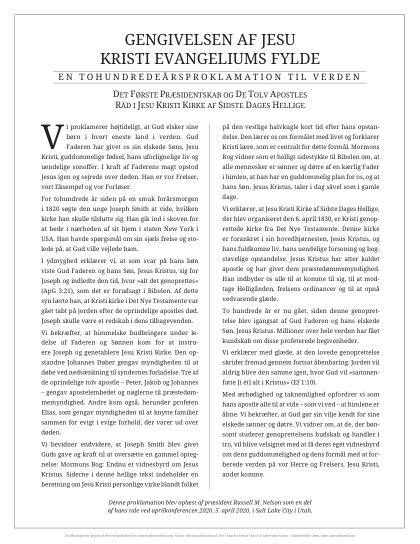 GENGIVELSEN AF JESU
KRISTI EVANGELIUMS FYLDE
EN TOHUNDREDEÅRSPROKLAMATION TIL VERDEN
DET FØRSTE PRÆSIDENTSKAB OG DE TOLV APOSTLES
RÅD I JESU KRISTI KIRKE AF SIDSTE DAGES HELLIGE
Vi proklamerer højtideligt, at Gud elsker sine
børn i hvert eneste land i verden. Gud
Faderen har givet os sin elskede Søns, Jesu
Kristi, guddommelige fødsel, hans uforlignelige liv og
uendelige sonoffer. I kraft af Faderens magt opstod
Jesus igen og sejrede over døden. Han er vor Frelser,
vort Eksempel og vor Forløser.
For tohundrede år siden på en smuk forårsmorgen
i 1820 søgte den unge Joseph Smith at vide, hvilken
kirke han skulle tilslutte sig. Han gik ind i skoven for
at bede i nærheden af sit hjem i staten New York i
USA. Han havde spørgsmål om sin sjæls frelse og sto-
lede på, at Gud ville vejlede ham.
I ydmyghed erklærer vi, at som svar på hans bøn
viste Gud Faderen og hans Søn, Jesus Kristus, sig for
Joseph og indledte den tid, hvor »alt det genoprettes«
(ApG 3:21), som det er forudsagt i Bibelen. Af dette
syn lærte han, at Kristi kirke i Det Nye Testamente var
gået tabt på jorden efter de oprindelige apostles død.
Joseph skulle være et redskab i dens tilbagevenden.
Vi bekræfter, at himmelske budbringere under le-
delse af Faderen og Sønnen kom for at instru-
ere Joseph og genetablere Jesu Kristi Kirke. Den op-
standne Johannes Døber gengav myndigheden til at
døbe ved nedsænkning til syndernes forladelse. Tre af
de oprindelige tolv apostle – Peter, Jakob og Johannes
– gengav apostelembedet og nøglerne til præstedøm-
memyndighed. Andre kom også, herunder profeten
Elias, som gengav myndigheden til at knytte familier
sammen for evigt i evige forhold, der varer ud over
døden.
Vi bevidner endvidere, at Joseph Smith blev givet
Guds gave og kraft til at oversætte en gammel opteg-
nelse: Mormons Bog: Endnu et vidnesbyrd om Jesus
Kristus. Siderne i denne hellige tekst indeholder en
beretning om Jesu Kristi personlige virke blandt folket
på den vestlige halvkugle kort tid efter hans opstan-
delse. Den lærer os om formålet med livet og forklarer
Kristi lære, som er centralt for dette formål. Mormons
Bog vidner som et helligt sidestykke til Bibelen om, at
alle mennesker er sønner og døtre af en kærlig Fader
i himlen, at han har en guddommelig plan for os, og at
hans Søn, Jesus Kristus, taler i dag såvel som i gamle
dage.
Vi erklærer, at Jesu Kristi Kirke af Sidste Dages Hellige,
der blev organiseret den 6. april 1830, er Kristi genop-
rettede kirke fra Det Nye Testamente. Denne kirke
er forankret i sin hovedhjørnesten, Jesus Kristus, og
hans fuldkomne liv, hans uendelige forsoning og bog-
stavelige opstandelse. Jesus Kristus har atter kaldet
apostle og har givet dem præstedømmemyndighed.
Han indbyder os alle til at komme til sig, til at mod-
tage Helligånden, frelsens ordinancer og til at opnå
vedvarende glæde.
To hundrede år er nu gået, siden denne genopret-
telse blev igangsat af Gud Faderen og hans elskede
Søn, Jesus Kristus. Millioner over hele verden har fået
kundskab om disse profeterede begivenheder.
Vi erklærer med glæde, at den lovede genoprettelse
skrider fremad gennem fortsat åbenbaring. Jorden vil
aldrig blive den samme igen, hvor Gud vil »sammen-
fatte [i ét] alt i Kristus« (Ef 1:10).
Med ærbødighed og taknemlighed opfordrer vi som
hans apostle alle til at vide – som vi ved – at himlene er
åbne. Vi bekræfter, at Gud gør sin vilje kendt for sine
elskede sønner og døtre. Vi vidner om, at de, der bøn-
somt studerer genoprettelsens budskab og handler i
tro, vil blive velsignet med at få deres eget vidnesbyrd
om dens guddommelighed og dens formål med at for-
berede verden på vor Herre og Frelsers, Jesu Kristi,
andet komme.
Denne proklamation blev oplæst af præsident Russell M. Nelson som en del
af hans tale ved aprilkonferencen 2020, 5. april 2020, i Salt Lake City i Utah.